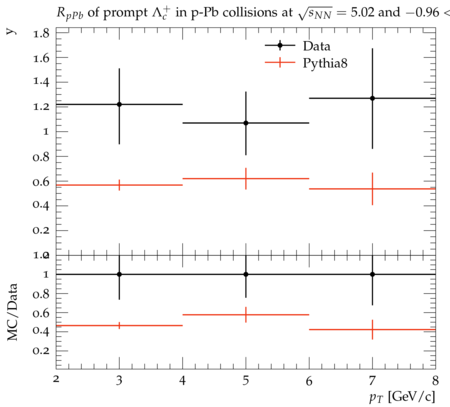 R_{pPb} of prompt Λ_c^+ in p-Pb collisions at √s_{NN} = 5.02 and −0.96 <
y
Data
Pythia8
1.8
1.6
1.4
1.2
1
0.8
0.6
0.4
0.2
MC/Data
1
0.8
0.6
0.4
0.2
2 3 4 5 6 7 8
p_T [GeV/c]